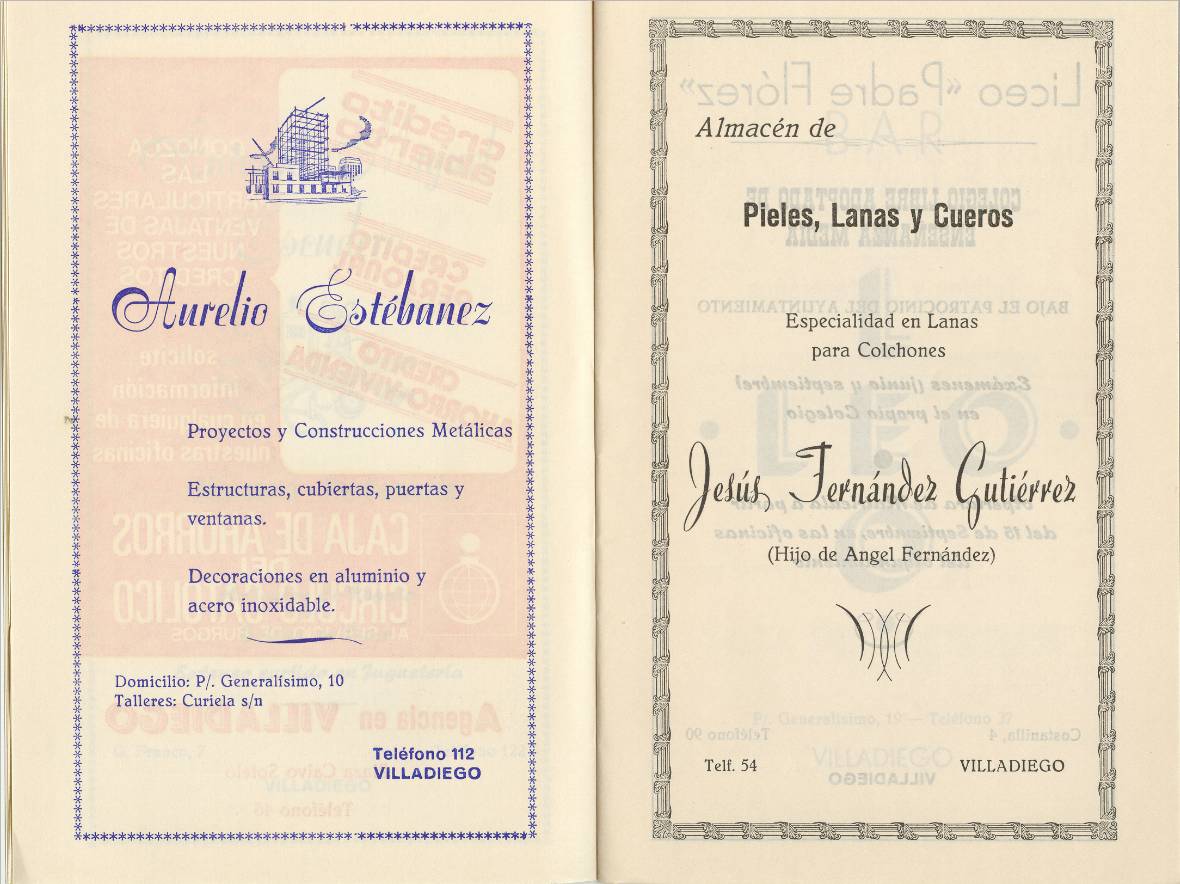 Aurelio Estébanez
Proyectos y Construcciones Metálicas
Estructuras, cubiertas, puertas y
ventanas.
Decoraciones en aluminio y
acero inoxidable.
Domicilio: P/. Generalísimo, 10
Talleres: Curiela s/n
Teléfono 112
VILLADIEGO
Almacén de
Pieles, Lanas y Cueros
Especialidad en Lanas
para Colchones
Jesús, Fernández Gutiérrez
(Hijo de Angel Fernández)
Telf. 54
VILLADIEGO